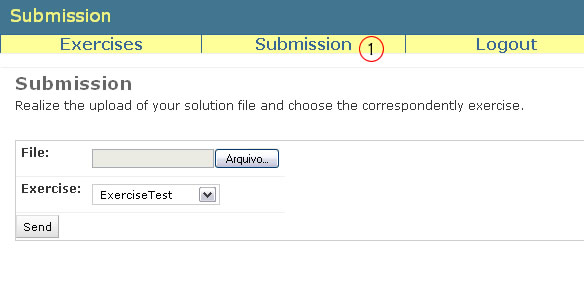 Submission
Exercises Submission 1 Logout
Submission
Realize the upload of your solution file and choose the correspondently exercise.
File: Arquivo...
Exercise: ExerciseTest
Send